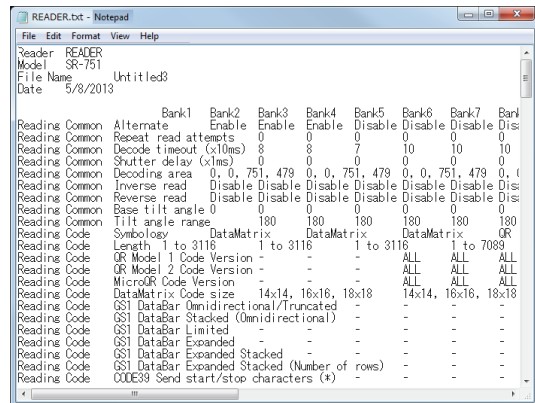 READER.txt - Notepad
File Edit Format View Help
Reader READER
Model SR-751
File Name Untitled3
Date 5/8/2013
Bank1 Bank2 Bank3 Bank4 Bank5 Bank6 Bank7 Bank
Reading Common Alternate Enable Enable Enable Disable Disable Disable Disa
Reading Common Repeat read attempts 0 0 0 0 0 0
Reading Common Decode timeout (x10ms) 8 8 7 10 10 10
Reading Common Shutter delay (x1ms) 0 0 0 0 0 0
Reading Common Decoding area 0, 0, 751, 479 0, 0, 751, 479 0, 0, 751, 479 0, (
Reading Common Inverse read Disable Disable Disable Disable Disable Disable Disa
Reading Common Reverse read Disable Disable Disable Disable Disable Disable Disa
Reading Common Base tilt angle 0 0 0 0 0 0 0
Reading Common Tilt angle range 180 180 180 180 180 180
Reading Code Symbology DataMatrix DataMatrix DataMatrix QR
Reading Code Length 1 to 3116 1 to 3116 1 to 3116 1 to 7089
Reading Code QR Model 1 Code Version - - - ALL ALL ALL
Reading Code QR Model 2 Code Version - - - ALL ALL ALL
Reading Code MicroQR Code Version - - - ALL ALL ALL
Reading Code DataMatrix Code size 14x14, 16x16, 18x18 14x14, 16x16, 18x18
Reading Code GS1 DataBar Omnidirectional/Truncated - - - -
Reading Code GS1 DataBar Stacked (Omnidirectional) - - - -
Reading Code GS1 DataBar Limited - - - - - -
Reading Code GS1 DataBar Expanded - - - - - -
Reading Code GS1 DataBar Expanded Stacked - - - - -
Reading Code GS1 DataBar Expanded Stacked (Number of rows) - - - -
Reading Code CODE39 Send start/stop characters (*) - - - -